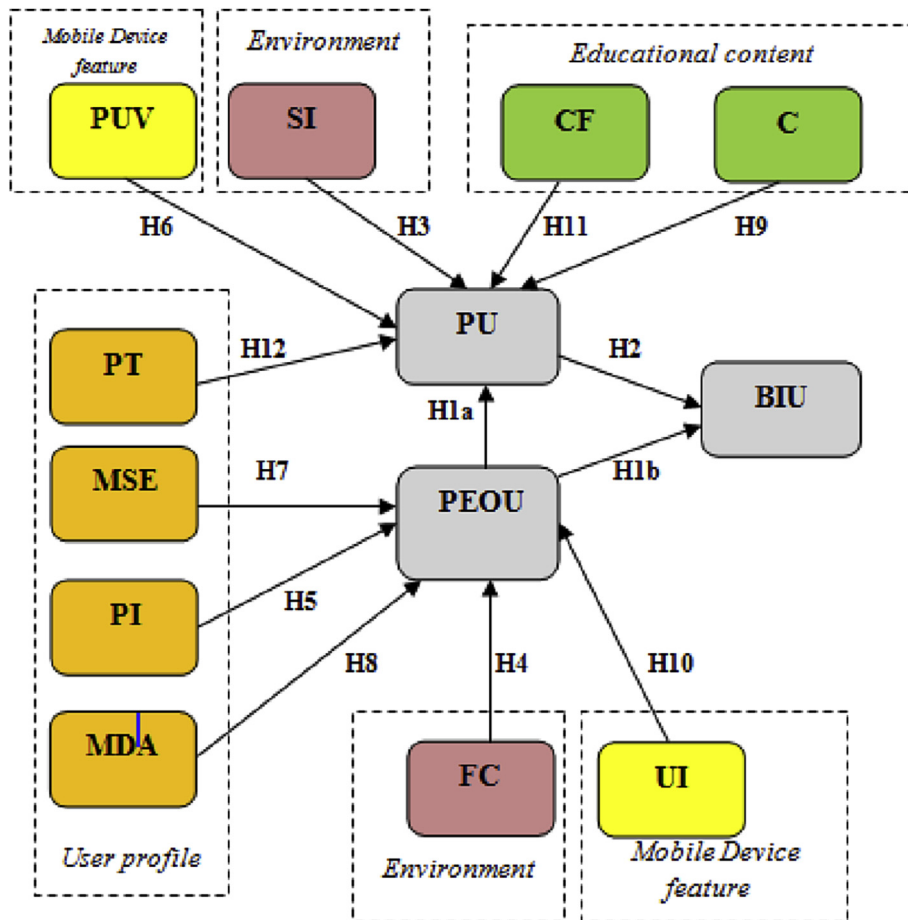 Mobile Device
feature
PUV
Environment
SI
Educational content
CF
C
H6
H3
H11
H9
PT
H12
PU
H2
BIU
H1a
MSE
H7
PEOU
H1b
PI
H5
H8
H4
H10
MDA
User profile
FC
Environment
UI
Mobile Device
feature